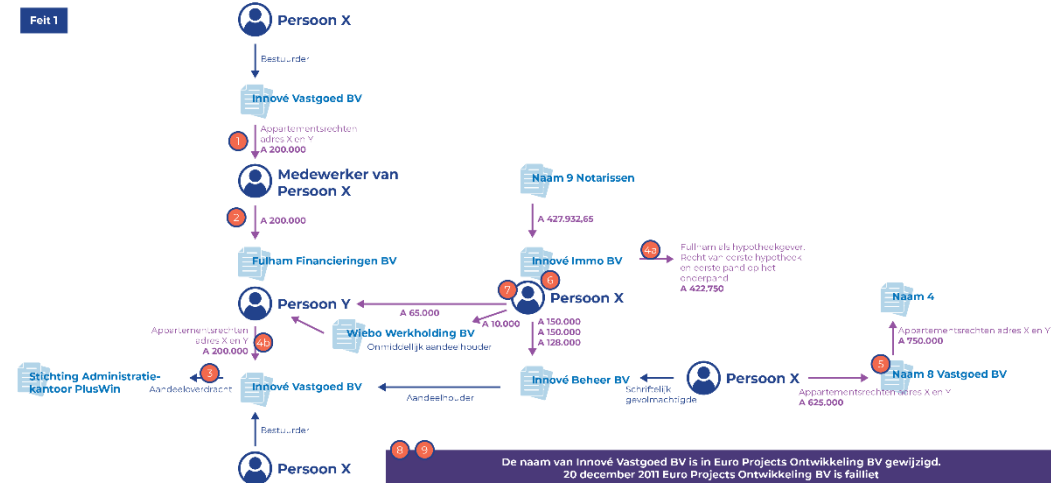 Feit 1
Persoon X
Bestuurder
Innové Vastgoed BV
1
Appartementsrechten
adres X en Y
A 200.000
Medewerker van
Persoon X
2
A 200.000
Fulham Financieringen BV
Naam 9 Notarissen
A 427.932,65
Innové Immo BV
4a
Fullham als hypotheekgever.
Recht van eerste hypotheek
en eerste pand op het
onderpand
A 422.750
7
6
Persoon X
Persoon Y
A 65.000
A 10.000
Wiebo Werkholding BV
Onmiddellijk aandeelhouder
A 150.000
A 150.000
A 128.000
Naam 4
Appartementsrechten adres X en Y
A 750.000
Appartementsrechten
adres X en Y
A 200.000
4b
Stichting Administratie-
kantoor PlusWin
3
Aandeeloverdracht
Innové Vastgoed BV
Aandeelhouder
Innové Beheer BV
Schriftelijk
gevolmachtigde
Persoon X
5
Naam 8 Vastgoed BV
Appartementsrechten adres X en Y
A 625.000
Bestuurder
Persoon X
8
9
De naam van Innové Vastgoed BV is in Euro Projects Ontwikkeling BV gewijzigd.
20 december 2011 Euro Projects Ontwikkeling BV is failliet